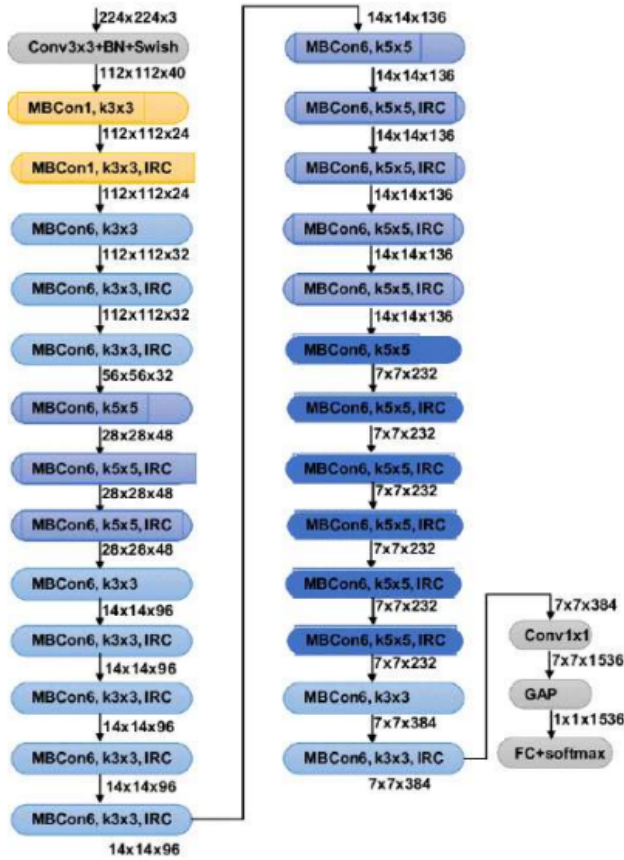 224x224x3
Conv3x3+BN+Swish
112x112x40
MBCon1, k3x3
112x112x24
MBCon1, k3x3, IRC
112x112x24
MBCon6, k3x3
112x112x32
MBCon6, k3x3, IRC
112x112x32
MBCon6, k3x3, IRC
56x56x32
MBCon6, k5x5
28x28x48
MBCon6, k5x5, IRC
28x28x48
MBCon6, k5x5, IRC
28x28x48
MBCon6, k3x3
14x14x96
MBCon6, k3x3, IRC
14x14x96
MBCon6, k3x3, IRC
14x14x96
MBCon6, k3x3, IRC
14x14x96
MBCon6, k3x3, IRC
14x14x96
14x14x136
MBCon6, k5x5
14x14x136
MBCon6, k5x5, IRC
14x14x136
MBCon6, k5x5, IRC
14x14x136
MBCon6, k5x5, IRC
14x14x136
MBCon6, k5x5, IRC
14x14x136
MBCon6, k5x5
7x7x232
MBCon6, k5x5, IRC
7x7x232
MBCon6, k5x5, IRC
7x7x232
MBCon6, k5x5, IRC
7x7x232
MBCon6, k5x5, IRC
7x7x232
MBCon6, k5x5, IRC
7x7x232
MBCon6, k3x3
7x7x384
MBCon6, k3x3, IRC
7x7x384
7x7x384
Conv1x1
7x7x1536
GAP
1x1x1536
FC+softmax